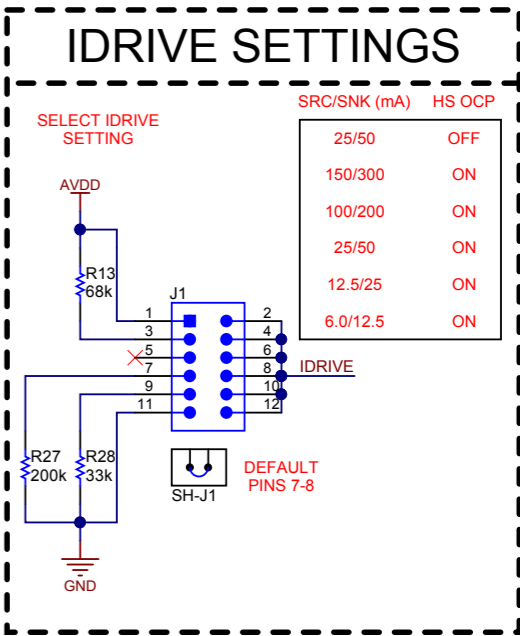 IDRIVE SETTINGS
SRC/SNK (mA) HS OCP
25/50 OFF
150/300 ON
100/200 ON
25/50 ON
12.5/25 ON
6.0/12.5 ON
SELECT IDRIVE
SETTING
AVDD
R13
68k
J1
1 2
3 4
5 6
7 8
9 10
11 12
IDRIVE
R27
200k
R28
33k
SH-J1
DEFAULT
PINS 7-8
GND